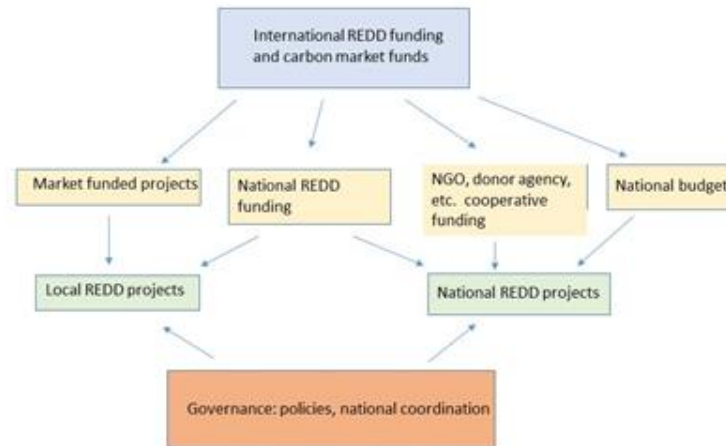 International REDD funding
and carbon market funds
Market funded projects
National REDD
funding
NGO, donor agency,
etc. cooperative
funding
National budget
Local REDD projects
National REDD projects
Governance: policies, national coordination